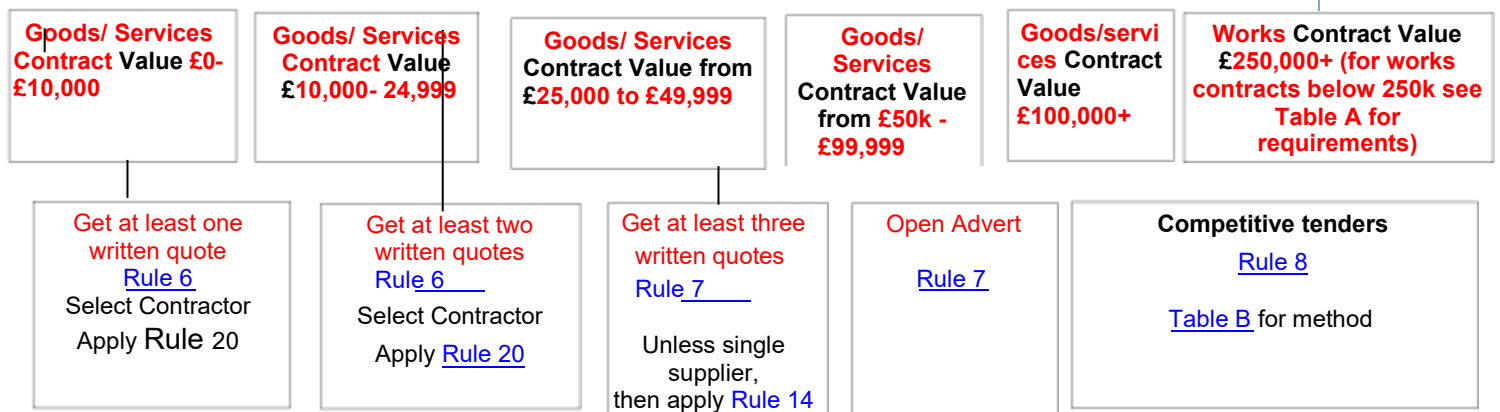 Goods/ Services
Contract Value £0-
£10,000
Goods/ Services
Contract Value
£10,000- 24,999
Goods/ Services
Contract Value from
£25,000 to £49,999
Goods/
Services
Contract Value
from £50k -
£99,999
Goods/servi
ces Contract
Value
£100,000+
Works Contract Value
£250,000+ (for works
contracts below 250k see
Table A for
requirements)
Get at least one
written quote
Rule 6
Select Contractor
Apply Rule 20
Get at least two
written quotes
Rule 6
Select Contractor
Apply Rule 20
Get at least three
written quotes
Rule 7
Unless single
supplier,
then apply Rule 14
Open Advert
Rule 7
Competitive tenders
Rule 8
Table B for method